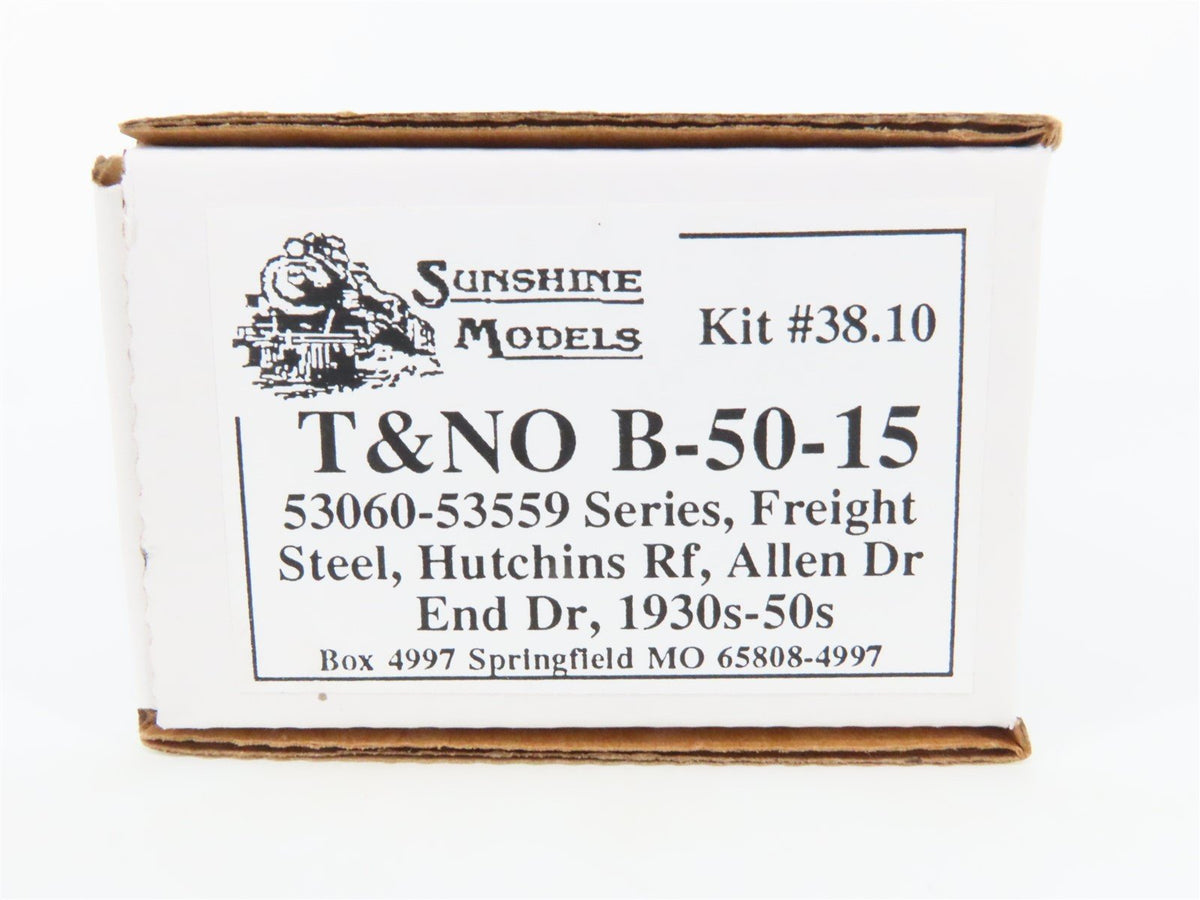 SUNSHINE
MODELS
Kit #38.10
T&NO B-50-15
53060-53559 Series, Freight
Steel, Hutchins Rf, Allen Dr
End Dr, 1930s-50s
Box 4997 Springfield MO 65808-4997